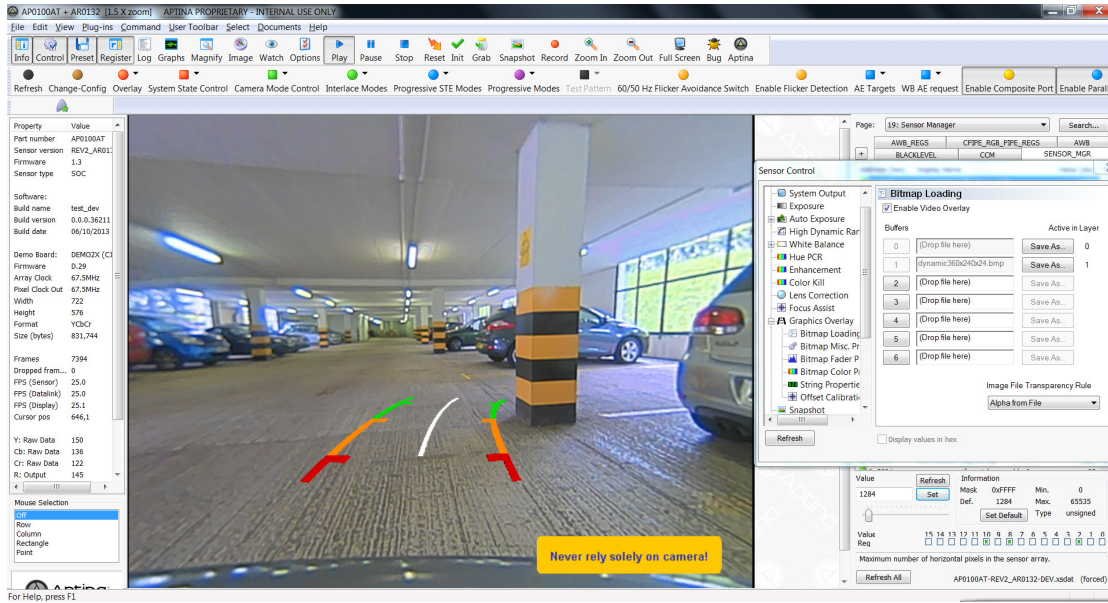 AP0100AT + AR0132 [1.5 X zoom] APTINA PROPRIETARY - INTERNAL USE ONLY
File Edit View Plug-ins Command User Toolbar Select Documents Help
Info Control Preset Register Log Graphs Magnify Image Watch Options Play Pause Stop Reset Init Grab Snapshot Record Zoom In Zoom Out Full Screen Bug Aptina
Refresh Change-Config Overlay System State Control Camera Mode Control Interlace Modes Progressive STE Modes Progressive Modes Test Pattern 60/50 Hz Flicker Avoidance Switch Enable Flicker Detection AE Targets WB AE request Enable Composite Port Enable Paral
Property Value
Part number AP0100AT
Sensor version REV2_AR01:
Firmware 1.3
Sensor type SOC
Software:
Build name test_dev
Build version 0.0.0.36211
Build date 06/10/2013
Demo Board: DEMO2X (C1
Firmware D.29
Array Clock 67.5MHz
Pixel Clock Out 67.5MHz
Width 722
Height 576
Format YCbCr
Size (bytes) 831,744
Frames 7394
Dropped fram... 0
FPS (Sensor) 25.0
FPS (Datalink) 25.0
FPS (Display) 25.1
Cursor pos 646,1
Y: Raw Data 150
Cb: Raw Data 136
Cr: Raw Data 122
R: Output 145
Mouse Selection
Off
Row
Column
Rectangle
Point
Aptina
For Help, press F1
Never rely solely on camera!
Page: 19: Sensor Manager Search...
AWB_REGS CPIPE_RGB_PIPE_REGS AWB
+ BLACKLEVEL CCM SENSOR_MGR
Sensor Control
System Output
Exposure
Auto Exposure
High Dynamic Ran
White Balance
Hue PCR
Enhancement
Color Kill
Lens Correction
Focus Assist
Graphics Overlay
Bitmap Loading
Bitmap Misc. Pr
Bitmap Fader P
Bitmap Color P
String Propertie
Offset Calibratio
Snapshot
Refresh
Bitmap Loading
Enable Video Overlay
Buffers Active in Layer
0 (Drop file here) Save As... 0
1 dynamic360x240x24.bmp Save As... 1
2 (Drop file here) Save As...
3 (Drop file here) Save As...
4 (Drop file here) Save As...
5 (Drop file here) Save As...
6 (Drop file here) Save As...
Image File Transparency Rule
Alpha from File
Display values in hex
Value Refresh Information
1284 Set Mask 0xFFFF Min. 0
Def. 1284 Max. 65535
Set Default Type unsigned
Value 15 14 13 12 11 10 9 8 7 6 5 4 3 2 1 0
Req
Maximum number of horizontal pixels in the sensor array.
Refresh All AP0100AT-REV2_AR0132-DEV.xsdat (forced)